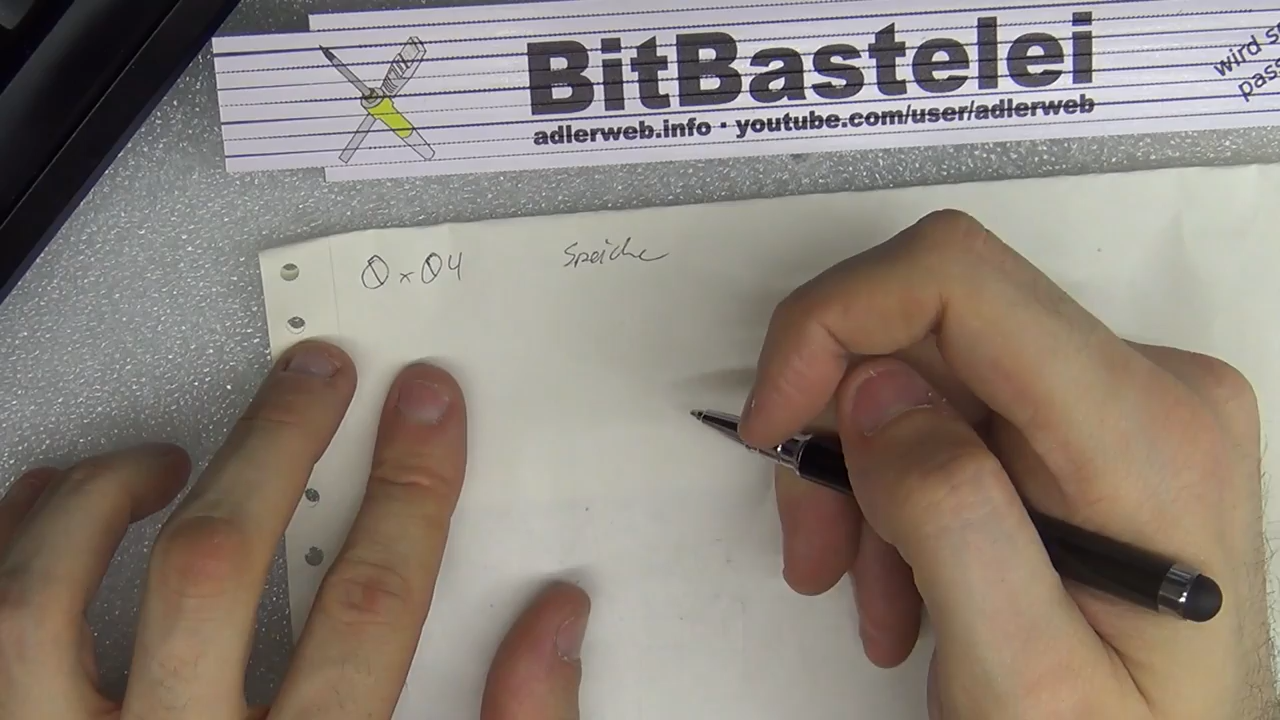 BitBastelei
adlerweb.info · youtube.com/user/adlerweb
wird s
pass
0x04 Speiche